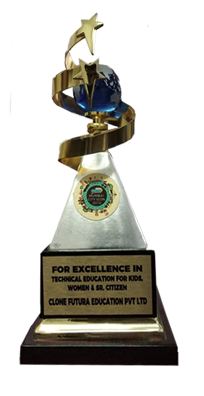 FOR EXCELLENCE IN
TECHNICAL EDUCATION FOR KIDS,
WOMEN & SR. CITIZEN
CLONE FUTURA EDUCATION PVT LTD